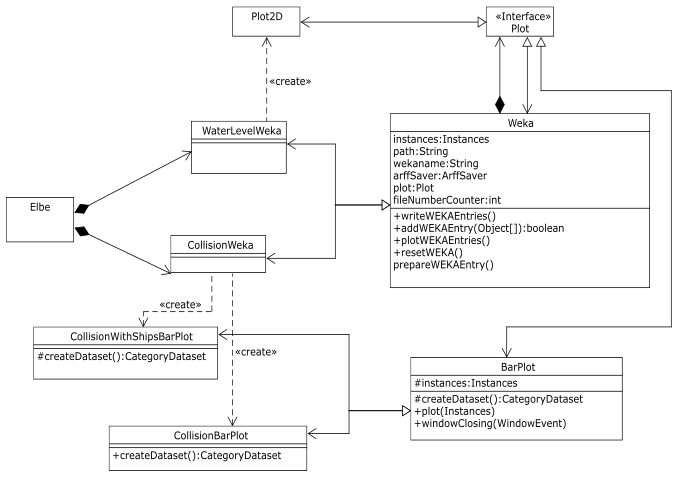 Plot2D
«Interface»
Plot
«create»
WaterLevelWeka
Weka
instances:Instances
path:String
wekaname:String
arffSaver:ArffSaver
plot:Plot
fileNumberCounter:int
+writeWEKAEntries()
+addWEKAEntry(Object[]):boolean
+plotWEKAEntries()
+resetWEKA()
prepareWEKAEntry()
Elbe
CollisionWeka
«create»
CollisionWithShipsBarPlot
#createDataset():CategoryDataset
«create»
BarPlot
#instances:Instances
#createDataset():CategoryDataset
+plot(Instances)
+windowClosing(WindowEvent)
CollisionBarPlot
+createDataset():CategoryDataset